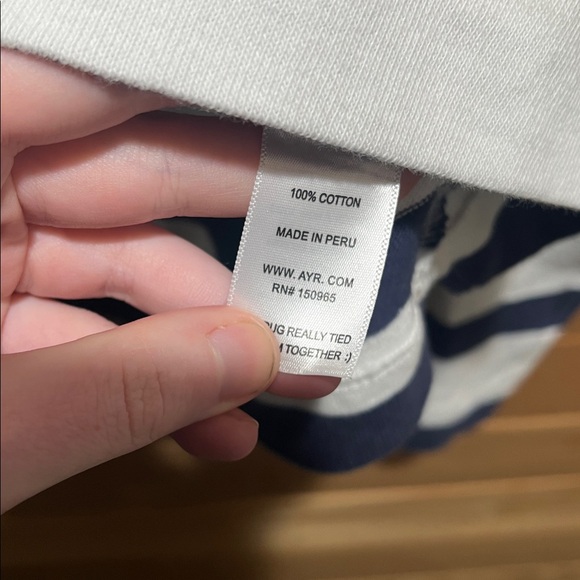 100% COTTON
MADE IN PERU
WWW. AYR. COM
RN# 150965
REALLY TIED
TOGETHER :)